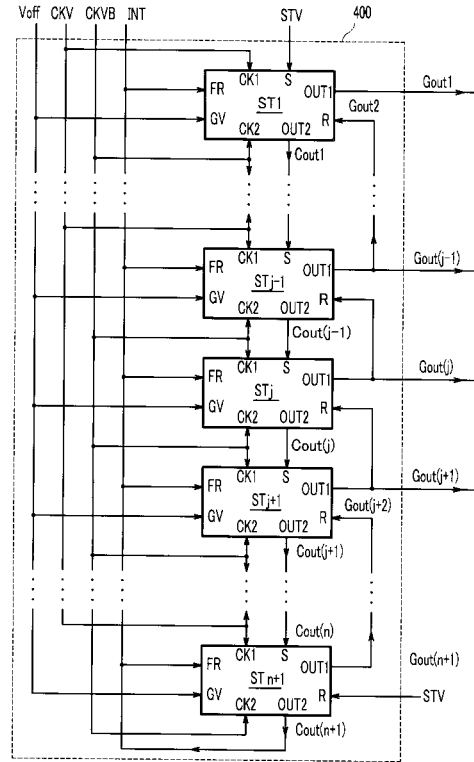 Voff CKV CKVB INT STV 400
CK1 S OUT1 Gout1
FR ST1 Gout2
GV CK2 OUT2 R
Cout1
CK1 S Gout(j-1)
FR STj-1 OUT1
GV CK2 OUT2 R
Cout(j-1)
CK1 S Gout(j)
FR STj OUT1
GV CK2 OUT2 R
Cout(j)
CK1 S Gout(j+1)
FR STj+1 OUT1
Gout(j+2)
GV CK2 OUT2 R
Cout(j+1)
Cout(n)
CK1 S Gout(n+1)
FR STn+1 OUT1
GV CK2 OUT2 R STV
Cout(n+1)